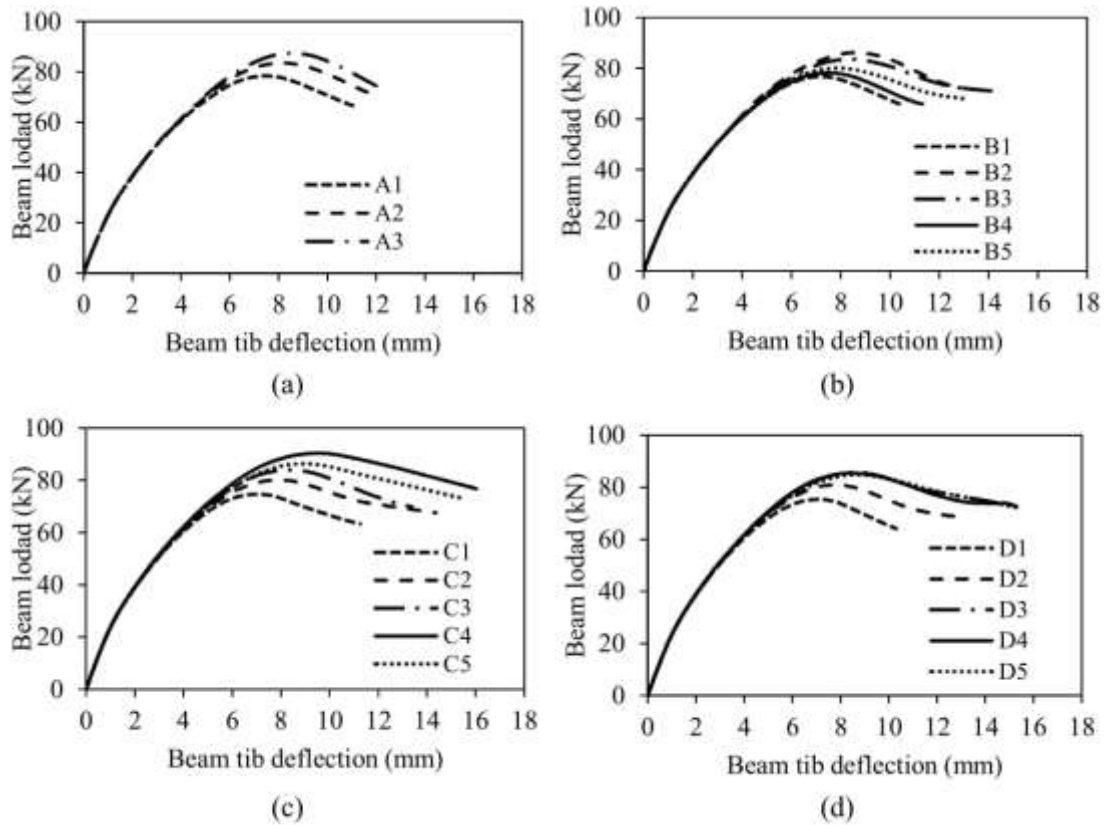 100
80
60
40
20
0
Beam lodad (kN)
A1
A2
A3
0 2 4 6 8 10 12 14 16 18
Beam tib deflection (mm)
(a)
100
80
60
40
20
0
Beam lodad (kN)
B1
B2
B3
B4
B5
0 2 4 6 8 10 12 14 16 18
Beam tib deflection (mm)
(b)
100
80
60
40
20
0
Beam lodad (kN)
C1
C2
C3
C4
C5
0 2 4 6 8 10 12 14 16 18
Beam tib deflection (mm)
(c)
100
80
60
40
20
0
Beam lodad (kN)
D1
D2
D3
D4
D5
0 2 4 6 8 10 12 14 16 18
Beam tib deflection (mm)
(d)